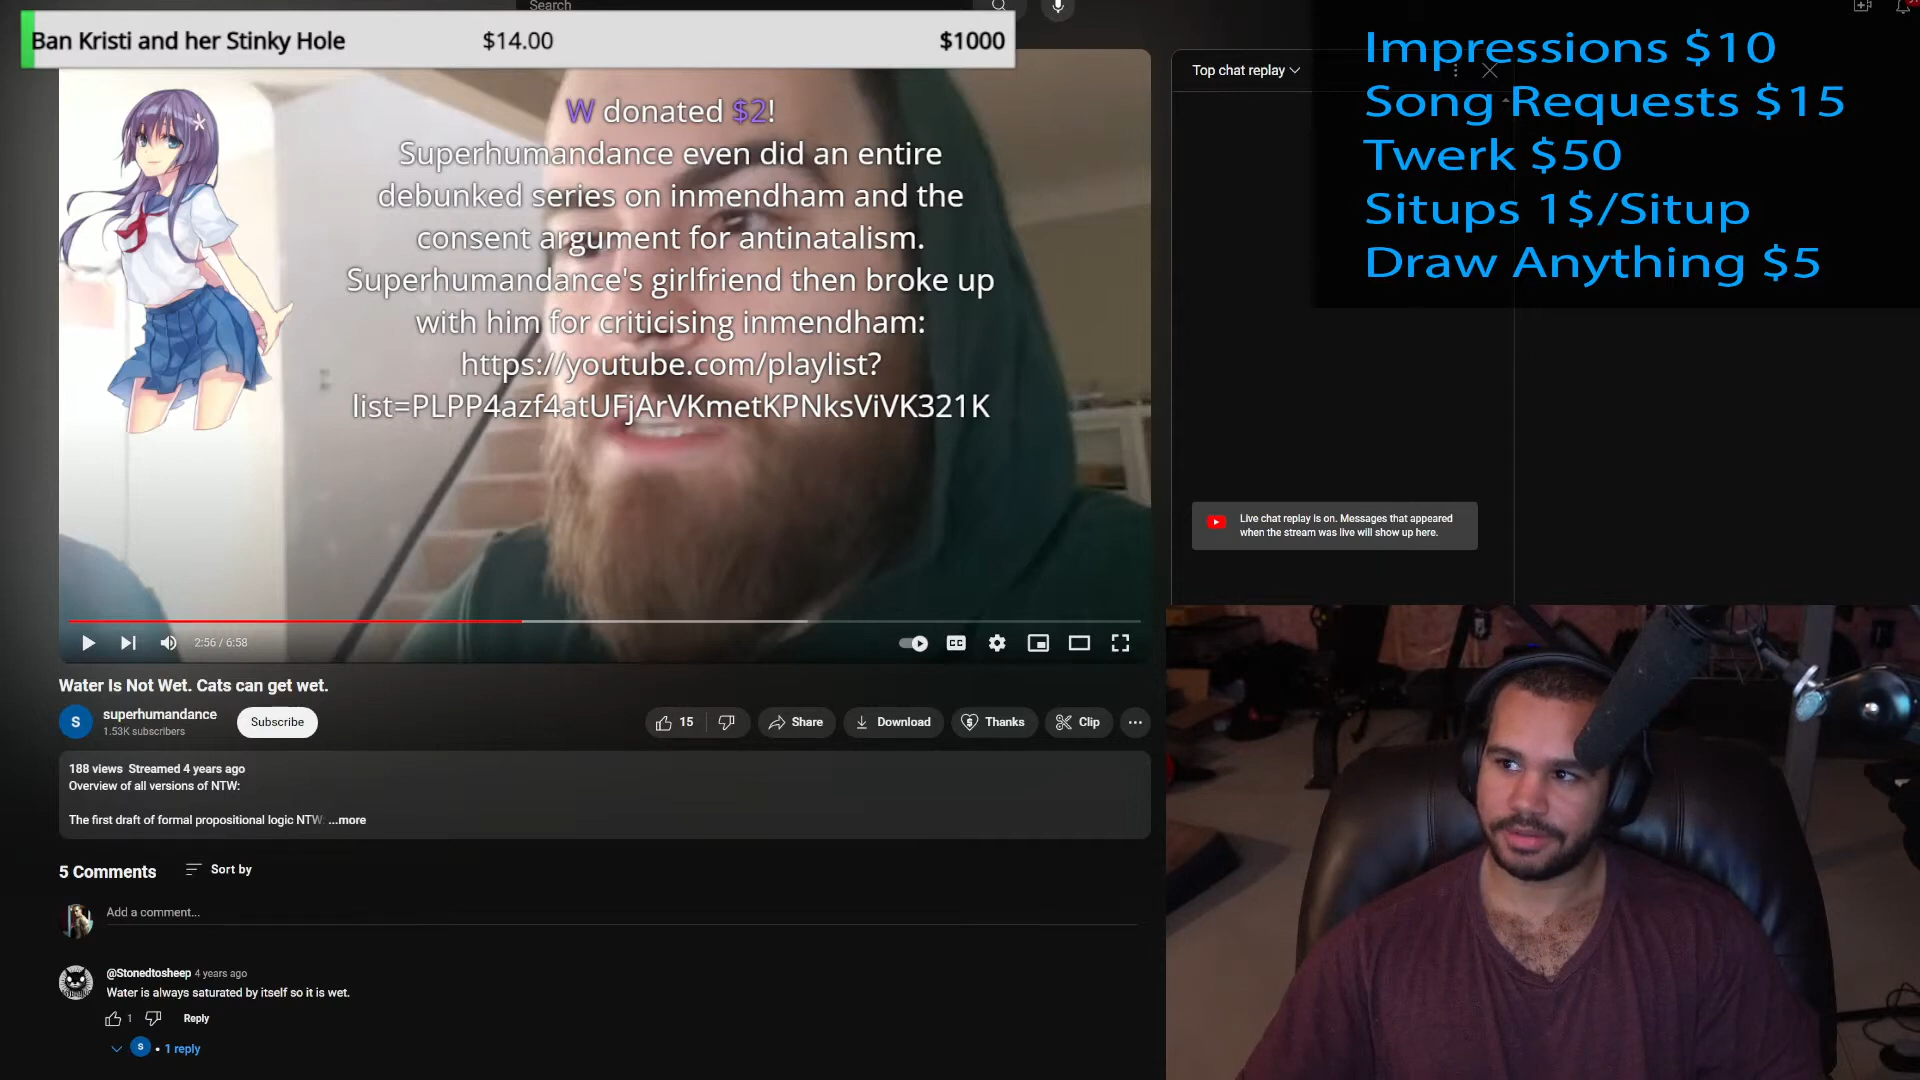 Search
Ban Kristi and her Stinky Hole $14.00 $1000
W donated $2!
Superhumandance even did an entire
debunked series on inmendham and the
consent argument for antinatalism.
Superhumandance's girlfriend then broke up
with him for criticising inmendham:
https://youtube.com/playlist?
list=PLPP4azf4atUFjArVKmetKPNksViVK321K
2:56 / 6:58
CC
Water Is Not Wet. Cats can get wet.
S
superhumandance
1.53K subscribers
Subscribe
15
Share
Download
Thanks
Clip
188 views Streamed 4 years ago
Overview of all versions of NTW:
The first draft of formal propositional logic NTW ...more
5 Comments
Sort by
Add a comment...
@Stonedtosheep 4 years ago
Water is always saturated by itself so it is wet.
1
Reply
S • 1 reply
Top chat replay
Live chat replay is on. Messages that appeared
when the stream was live will show up here.
Impressions $10
Song Requests $15
Twerk $50
Situps 1$/Situp
Draw Anything $5